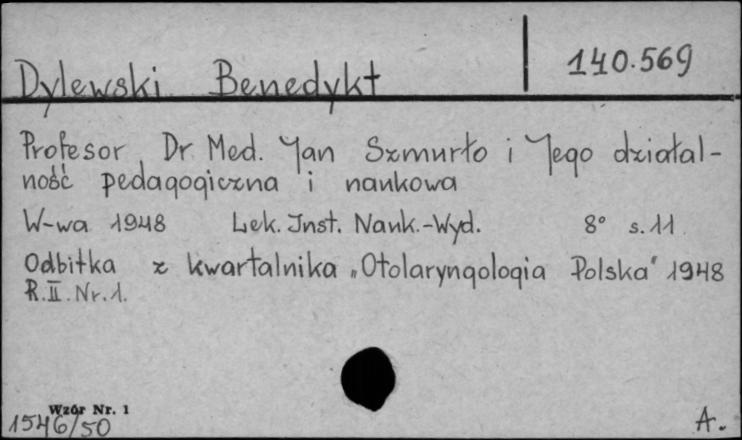 Dylewski Benedykt 140.569
Profesor Dr Med. Jan Szmurło i Jego działal-
ność pedagogiczna i naukowa
W-wa 1948 Lek. Inst. Nauk.-Wyd. 8° s. 11
Odbitka z kwartalnika „Otolaryngologia Polska" 1948
R. II. Nr. 1.
Wzór Nr. 1
1546/50 A.